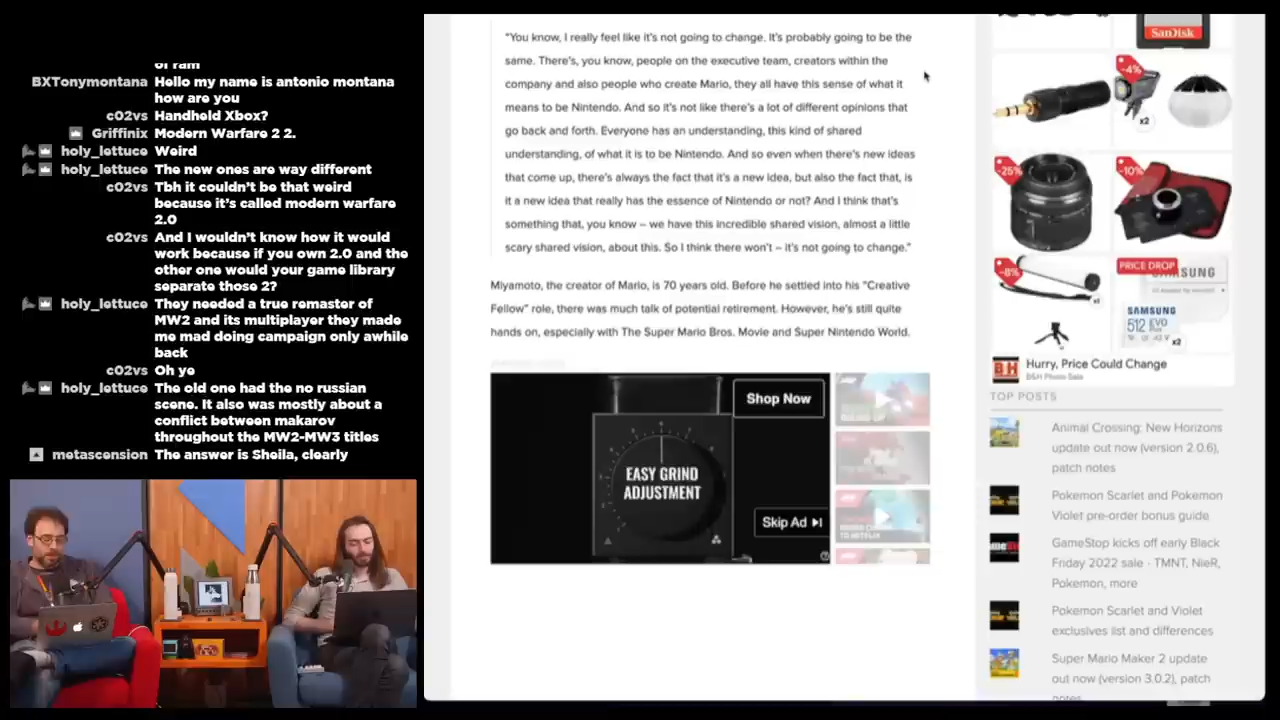 of ram
BXTonymontana Hello my name is antonio montana
how are you
c02vs Handheld Xbox?
Griffinix Modern Warfare 2 2.
holy_lettuce Weird
holy_lettuce The new ones are way different
c02vs Tbh it couldn't be that weird
because it's called modern warfare
2.0
c02vs And I wouldn't know how it would
work because if you own 2.0 and the
other one would your game library
separate those 2?
holy_lettuce They needed a true remaster of
MW2 and its multiplayer they made
me mad doing campaign only awhile
back
c02vs Oh ye
holy_lettuce The old one had the no russian
scene. It also was mostly about a
conflict between makarov
throughout the MW2-MW3 titles
metascension The answer is Sheila, clearly
"You know, I really feel like it's not going to change. It's probably going to be the
same. There's, you know, people on the executive team, creators within the
company and also people who create Mario, they all have this sense of what it
means to be Nintendo. And so it's not like there's a lot of different opinions that
go back and forth. Everyone has an understanding, this kind of shared
understanding, of what it is to be Nintendo. And so even when there's new ideas
that come up, there's always the fact that it's a new idea, but also the fact that, is
it a new idea that really has the essence of Nintendo or not? And I think that's
something that, you know – we have this incredible shared vision, almost a little
scary shared vision, about this. So I think there won't – it's not going to change."
Miyamoto, the creator of Mario, is 70 years old. Before he settled into his "Creative
Fellow" role, there was much talk of potential retirement. However, he's still quite
hands on, especially with The Super Mario Bros. Movie and Super Nintendo World.
Shop Now
EASY GRIND
ADJUSTMENT
Skip Ad
TO NETFLIX
SanDisk
-4%
x2
-25%
-10%
-8%
x1
PRICE DROP
SAMSUNG
512 EVO
x2
B&H
Hurry, Price Could Change
B&H Photo Sale
TOP POSTS
Animal Crossing: New Horizons
update out now (version 2.0.6),
patch notes
Pokemon Scarlet and Pokemon
Violet pre-order bonus guide
GameStop kicks off early Black
Friday 2022 sale - TMNT, NieR,
Pokemon, more
Pokemon Scarlet and Violet
exclusives list and differences
Super Mario Maker 2 update
out now (version 3.0.2), patch
notes